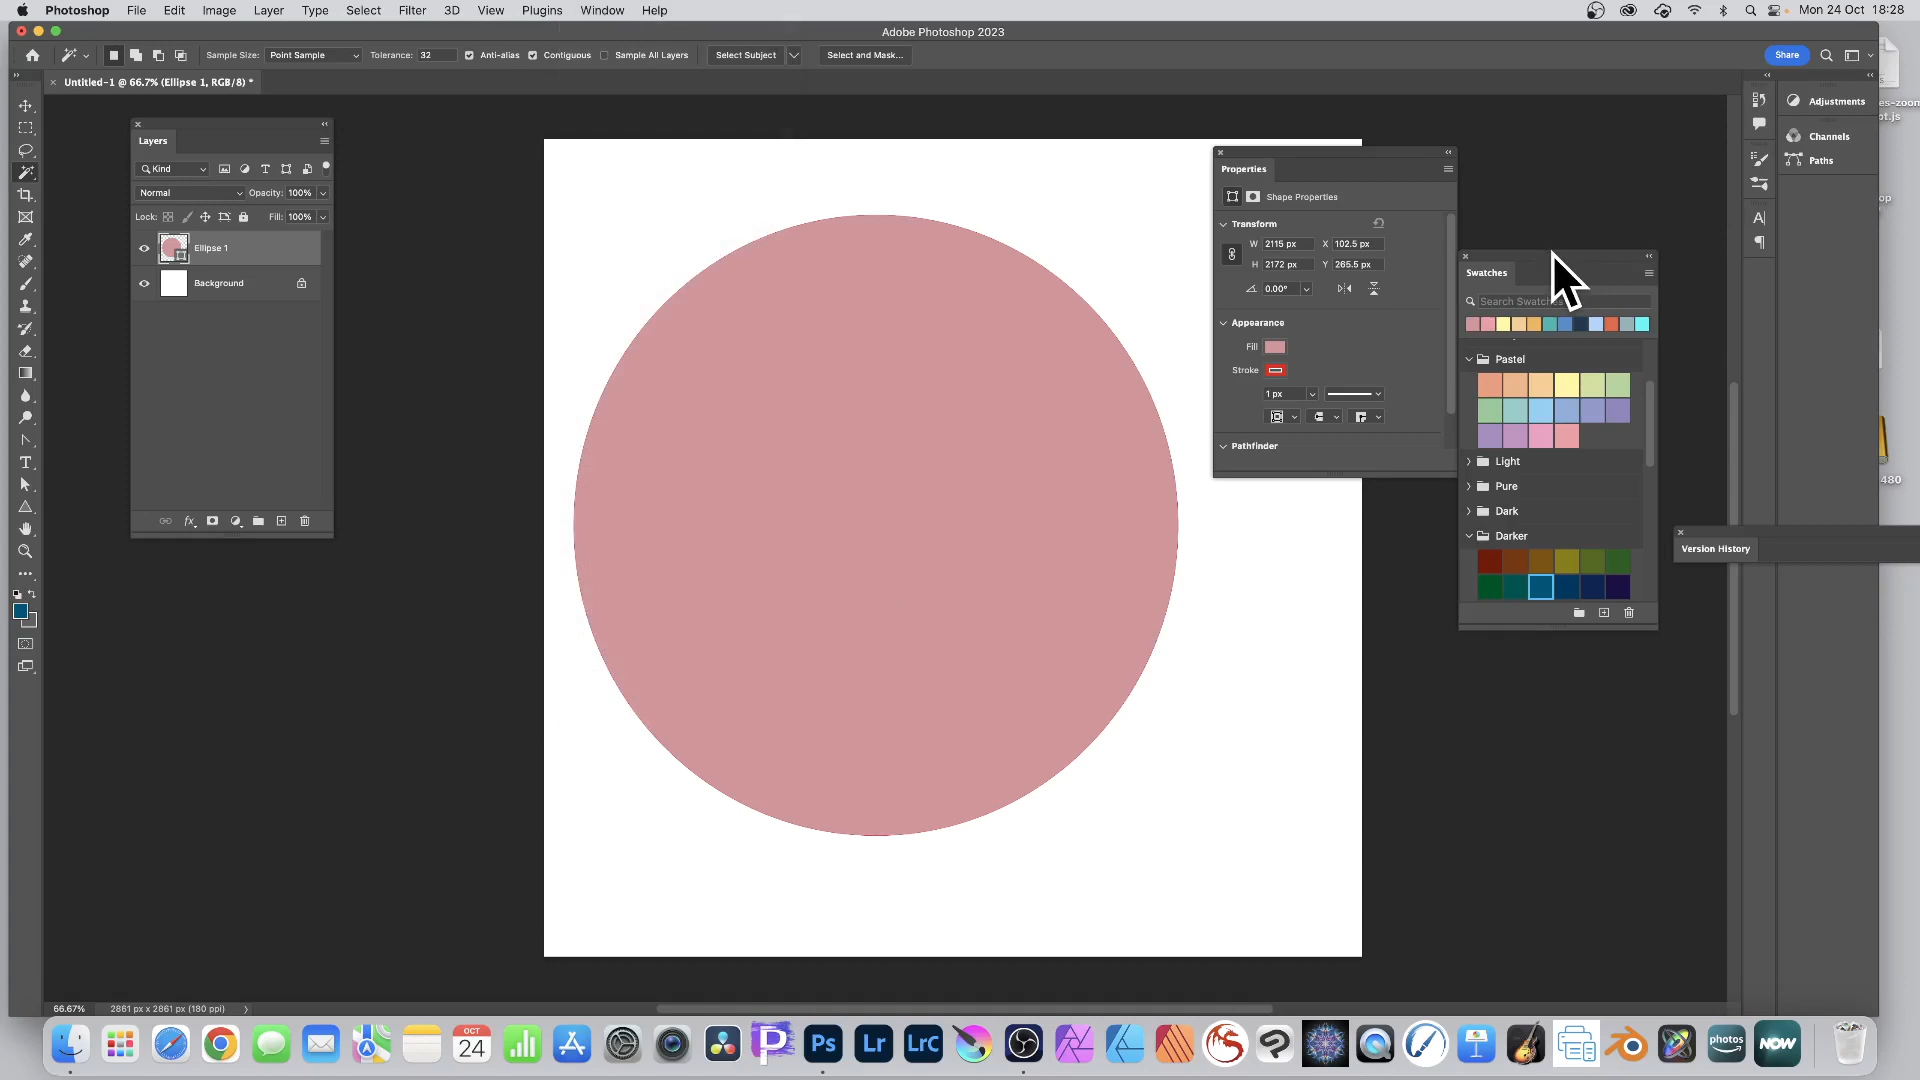 Photoshop File Edit Image Layer Type Select Filter 3D View Plugins Window Help Mon 24 Oct 18:28
Adobe Photoshop 2023
Sample Size: Point Sample Tolerance: 32 Anti-alias Contiguous Sample All Layers Select Subject Select and Mask... Share
Untitled-1 @ 66.7% (Ellipse 1, RGB/8) *
Layers
Kind
Normal Opacity: 100%
Lock: Fill: 100%
Ellipse 1
Background
fx
Properties
Shape Properties
Transform
W 2115 px X 102.5 px
H 2172 px Y 265.5 px
0.00°
Appearance
Fill
Stroke
1 px
Pathfinder
Swatches
Search Swatches
Pastel
Light
Pure
Dark
Darker
Adjustments
Channels
Paths
Version History
480
66.67% 2861 px x 2861 px (180 ppi)
OCT
24
Ps Lr LrC
photos
NOW